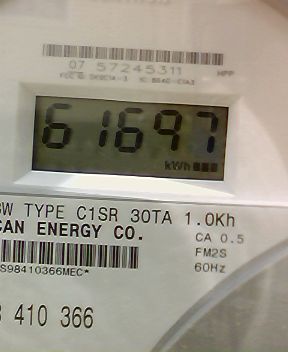 07 57245311 HPP
61697
kWh
SW TYPE C1SR 30TA 1.0Kh
CAN ENERGY CO.
CA 0.5
FM2S
60Hz
S98410366MEC*
410 366